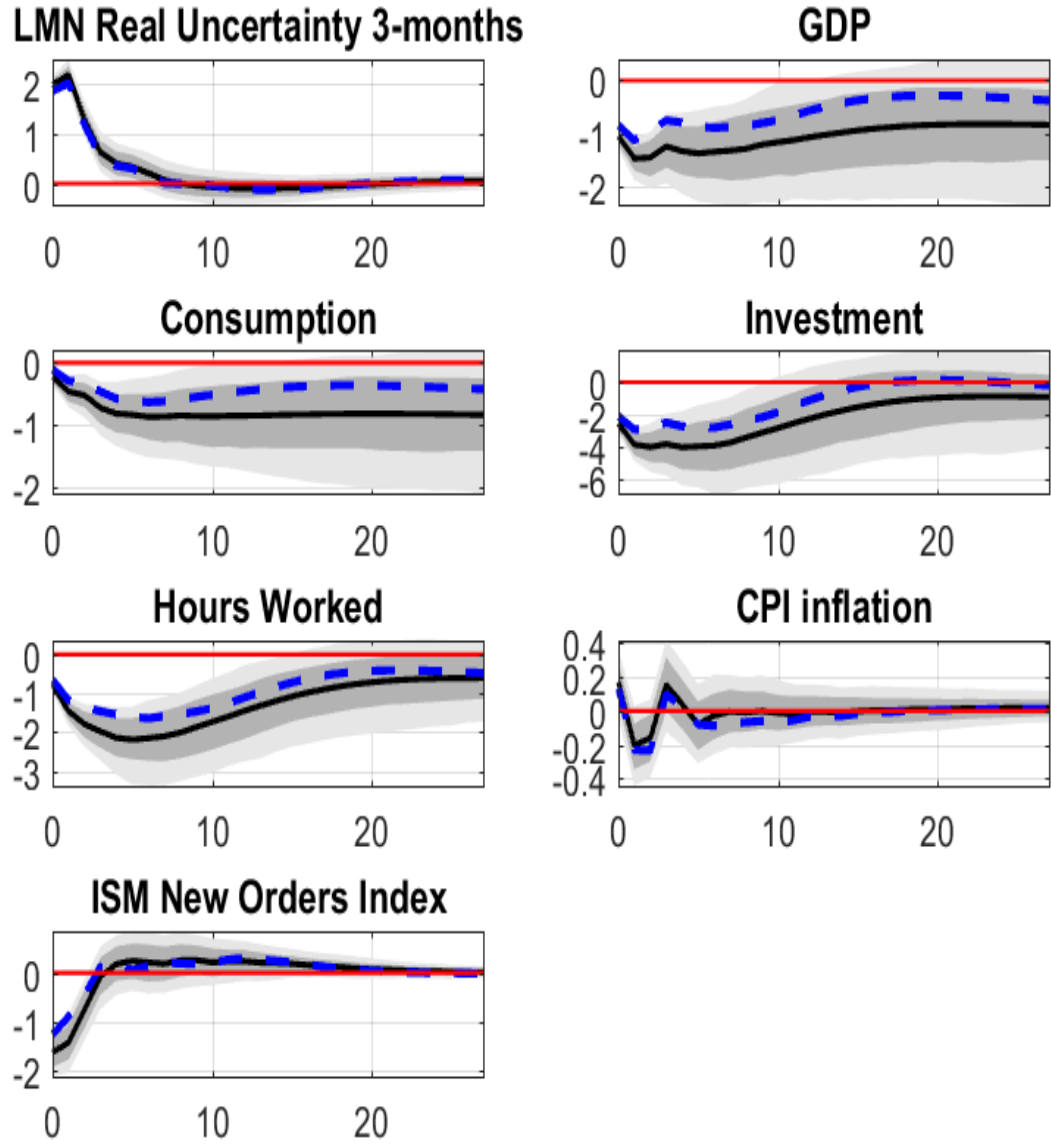 LMN Real Uncertainty 3-months
2
1
0
0 10 20
GDP
0
-1
-2
0 10 20
Consumption
0
-1
-2
0 10 20
Investment
0
-2
-4
-6
0 10 20
Hours Worked
0
-1
-2
-3
0 10 20
CPI inflation
0.4
0.2
0
-0.2
-0.4
0 10 20
ISM New Orders Index
0
-1
-2
0 10 20